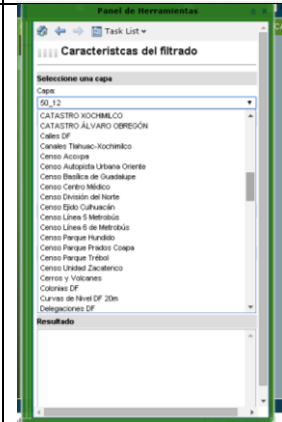 Panel de Herramientas
Task List
Caracteristcas del filtrado
Seleccione una capa
Capa:
50_12
CATASTRO XOCHIMILCO
CATASTRO ÁLVARO OBREGÓN
Calles DF
Canales Tlahuac-Xochimilco
Censo Acoxpa
Censo Autopista Urbana Oriente
Censo Basílica de Guadalupe
Censo Centro Médico
Censo División del Norte
Censo Ejido Culhuacán
Censo Línea 5 Metrobús
Censo Línea 6 de Metrobús
Censo Parque Hundido
Censo Parque Prados Coapa
Censo Parque Trébol
Censo Unidad Zacatenco
Cerros y Volcanes
Colonias DF
Curvas de Nivel DF 20m
Delegaciones DF
Resultado